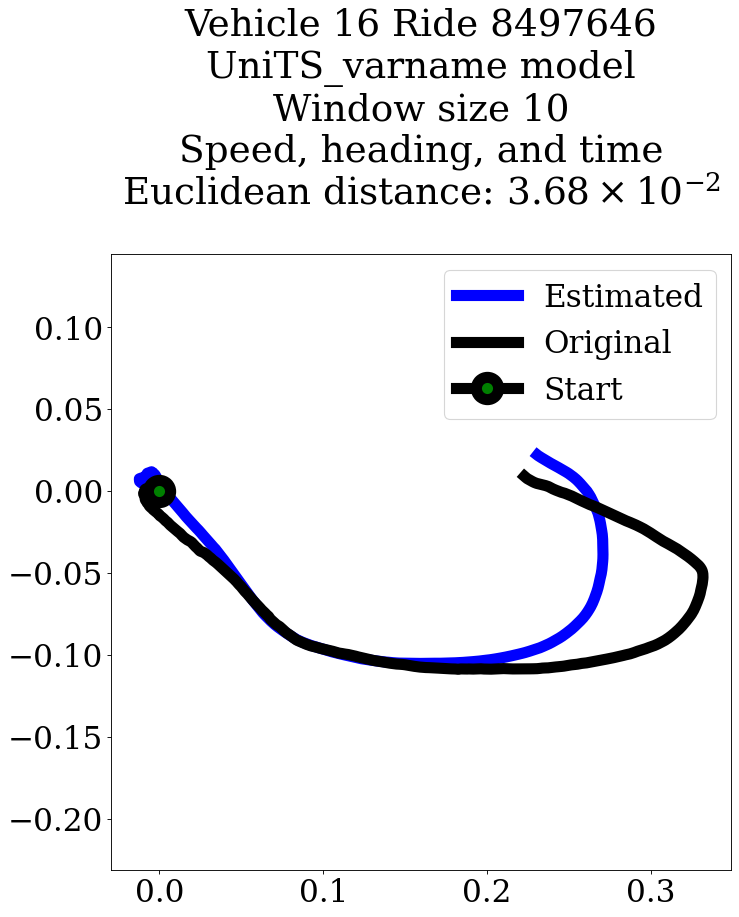 Vehicle 16 Ride 8497646
UniTS_varname model
Window size 10
Speed, heading, and time
Euclidean distance: 3.68 × 10⁻²
Estimated
Original
Start
0.10
0.05
0.00
−0.05
−0.10
−0.15
−0.20
0.0 0.1 0.2 0.3